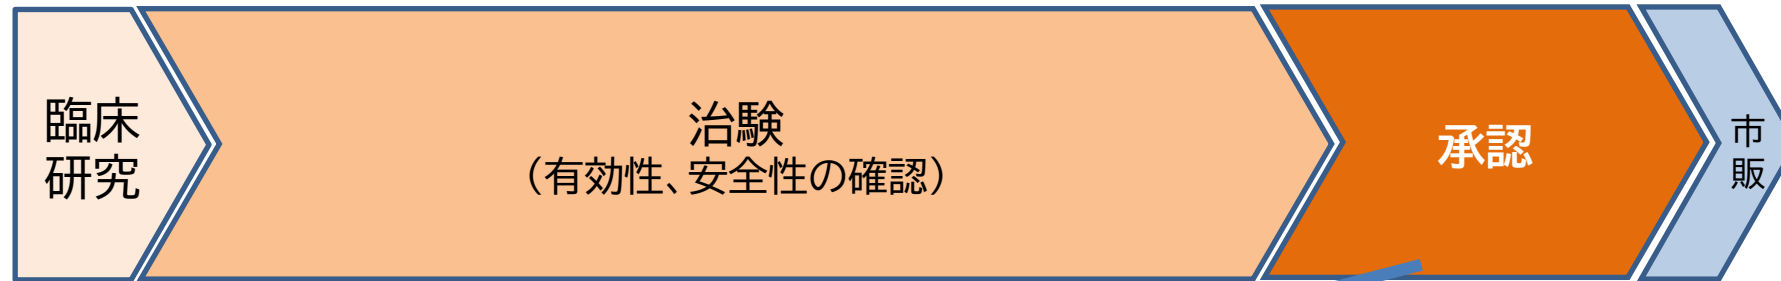 臨床
研究
治験
（有効性、安全性の確認）
承認
市
販